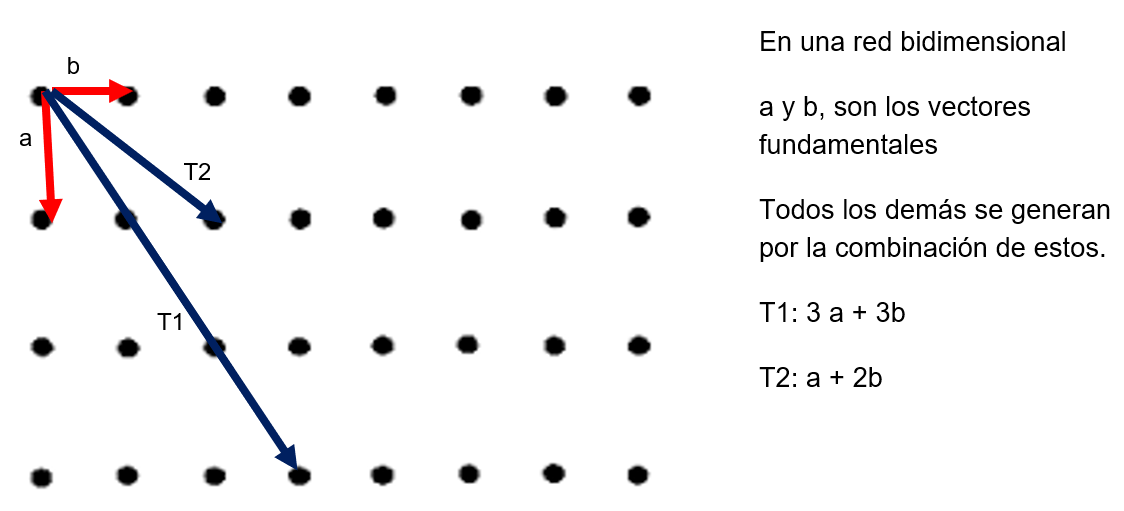 b
a
T2
T1
En una red bidimensional
a y b, son los vectores
fundamentales
Todos los demás se generan
por la combinación de estos.
T1: 3 a + 3b
T2: a + 2b